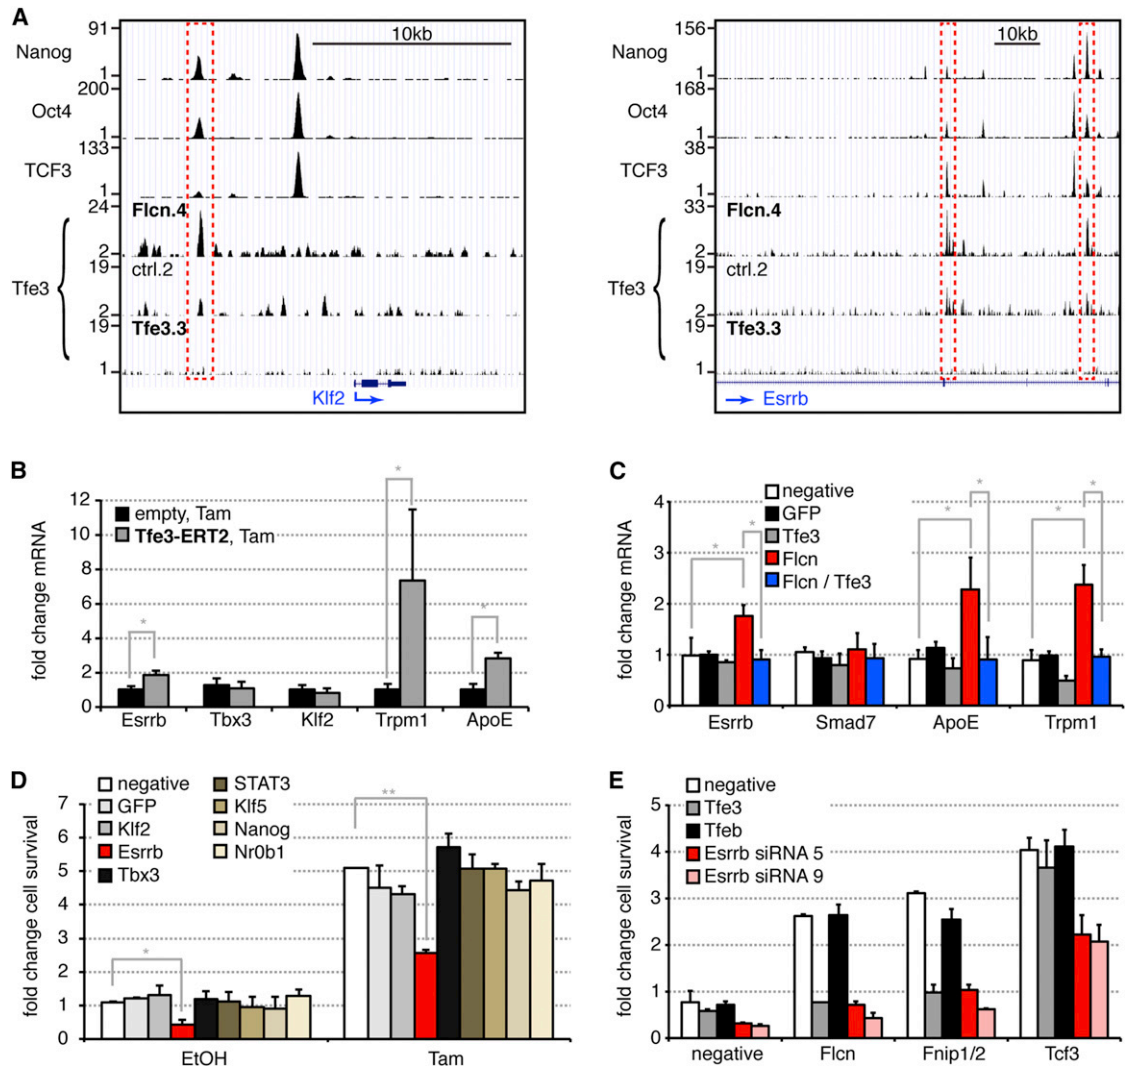 A
91
Nanog
1
200
Oct4
1
133
TCF3
1
24
Flcn.4
2
19
ctrl.2
Tfe3
2
19
Tfe3.3
1
10kb
Klf2
156
Nanog
1
168
Oct4
1
38
TCF3
1
33
Flcn.4
2
19
ctrl.2
Tfe3
2
19
Tfe3.3
1
10kb
Esrrb
B
fold change mRNA
12
10
8
6
4
2
0
empty, Tam
Tfe3-ERT2, Tam
*
*
*
Esrrb Tbx3 Klf2 Trpm1 ApoE
C
fold change mRNA
4
3
2
1
0
negative
GFP
Tfe3
Flcn
Flcn / Tfe3
* *
* *
* *
Esrrb Smad7 ApoE Trpm1
D
fold change cell survival
7
6
5
4
3
2
1
0
negative
GFP
Klf2
Esrrb
Tbx3
STAT3
Klf5
Nanog
Nr0b1
*
**
EtOH Tam
E
fold change cell survival
5
4
3
2
1
0
negative
Tfe3
Tfeb
Esrrb siRNA 5
Esrrb siRNA 9
negative Flcn Fnip1/2 Tcf3